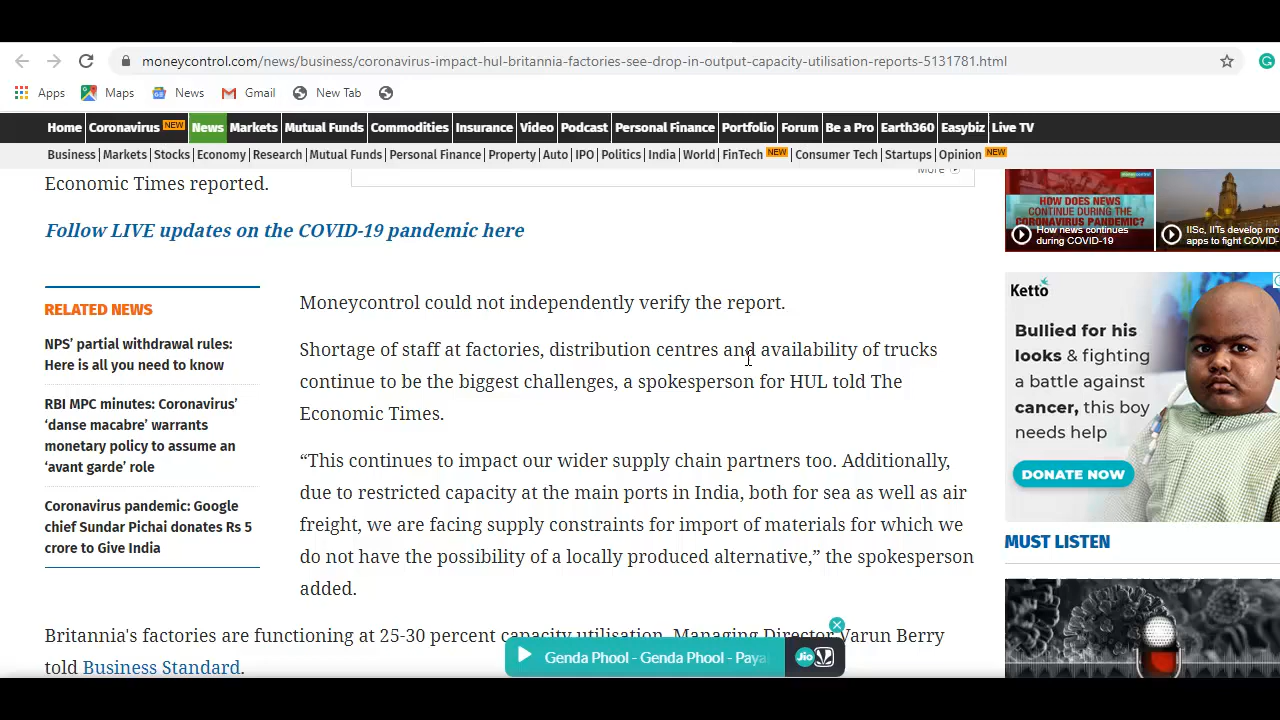 moneycontrol.com/news/business/coronavirus-impact-hul-britannia-factories-see-drop-in-output-capacity-utilisation-reports-5131781.html
Apps Maps News Gmail New Tab
Home Coronavirus NEW News Markets Mutual Funds Commodities Insurance Video Podcast Personal Finance Portfolio Forum Be a Pro Earth360 Easybiz Live TV
Business Markets Stocks Economy Research Mutual Funds Personal Finance Property Auto IPO Politics India World FinTech NEW Consumer Tech Startups Opinion NEW
Economic Times reported.
More
Follow LIVE updates on the COVID-19 pandemic here
RELATED NEWS
NPS’ partial withdrawal rules:
Here is all you need to know
RBI MPC minutes: Coronavirus’
‘danse macabre’ warrants
monetary policy to assume an
‘avant garde’ role
Coronavirus pandemic: Google
chief Sundar Pichai donates Rs 5
crore to Give India
Moneycontrol could not independently verify the report.
Shortage of staff at factories, distribution centres and availability of trucks
continue to be the biggest challenges, a spokesperson for HUL told The
Economic Times.
“This continues to impact our wider supply chain partners too. Additionally,
due to restricted capacity at the main ports in India, both for sea as well as air
freight, we are facing supply constraints for import of materials for which we
do not have the possibility of a locally produced alternative,” the spokesperson
added.
Britannia's factories are functioning at 25-30 percent capacity utilisation, Managing Director Varun Berry
told Business Standard.
Genda Phool - Genda Phool - Paya
Jio
HOW DOES NEWS
CONTINUE DURING THE
CORONAVIRUS PANDEMIC?
How news continues
during COVID-19
IISc, IITs develop mo
apps to fight COVID-
Ketto
Bullied for his
looks & fighting
a battle against
cancer, this boy
needs help
DONATE NOW
MUST LISTEN